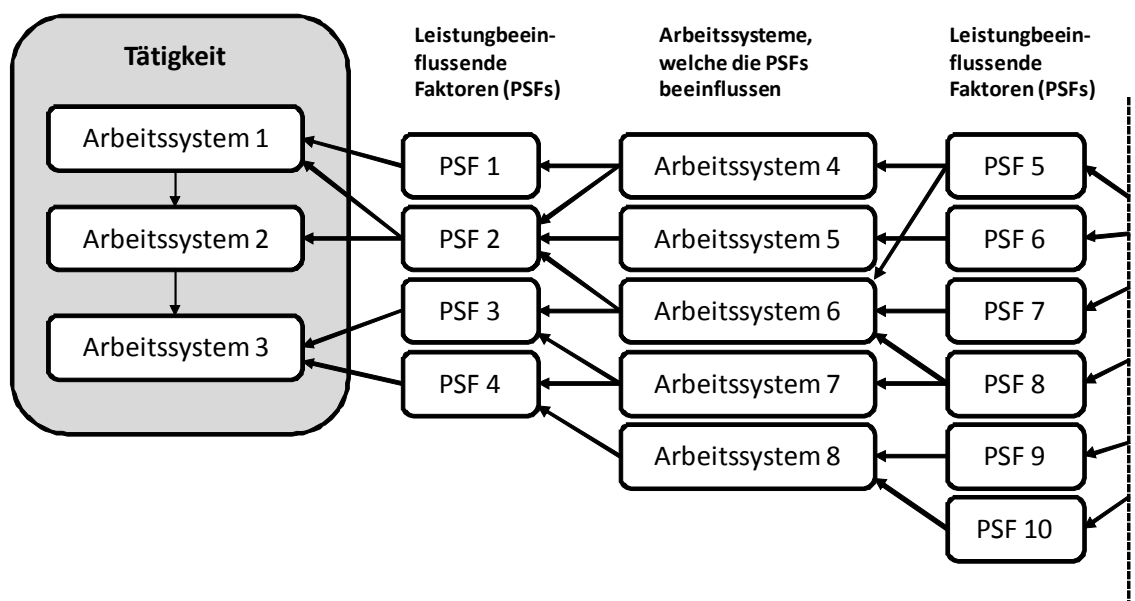 Tätigkeit
Arbeitssystem 1
Arbeitssystem 2
Arbeitssystem 3
Leistungbeein-
flussende
Faktoren (PSFs)
PSF 1
PSF 2
PSF 3
PSF 4
Arbeitssysteme,
welche die PSFs
beeinflussen
Arbeitssystem 4
Arbeitssystem 5
Arbeitssystem 6
Arbeitssystem 7
Arbeitssystem 8
Leistungbeein-
flussende
Faktoren (PSFs)
PSF 5
PSF 6
PSF 7
PSF 8
PSF 9
PSF 10